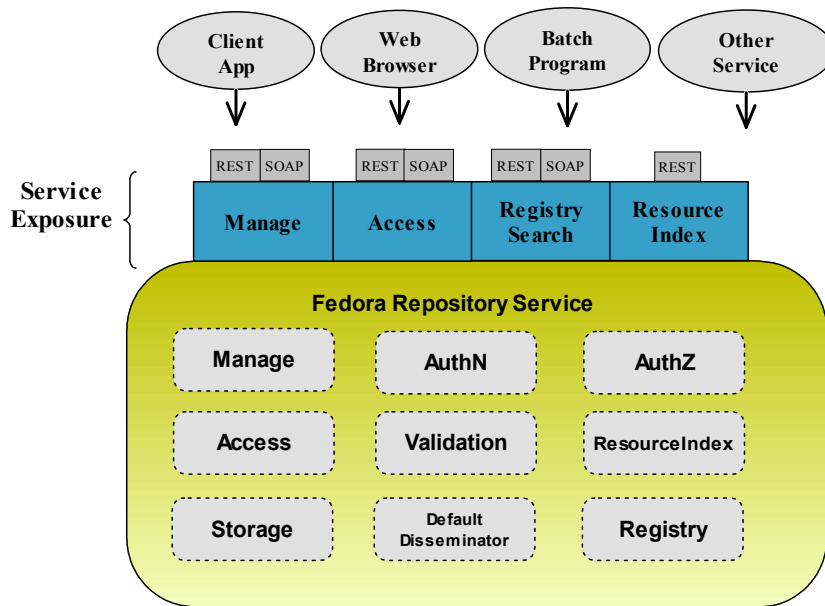 Client
App
Web
Browser
Batch
Program
Other
Service
REST SOAP
REST SOAP
REST SOAP
REST
Service
Exposure
Manage
Access
Registry
Search
Resource
Index
Fedora Repository Service
Manage
AuthN
AuthZ
Access
Validation
ResourceIndex
Storage
Default
Disseminator
Registry